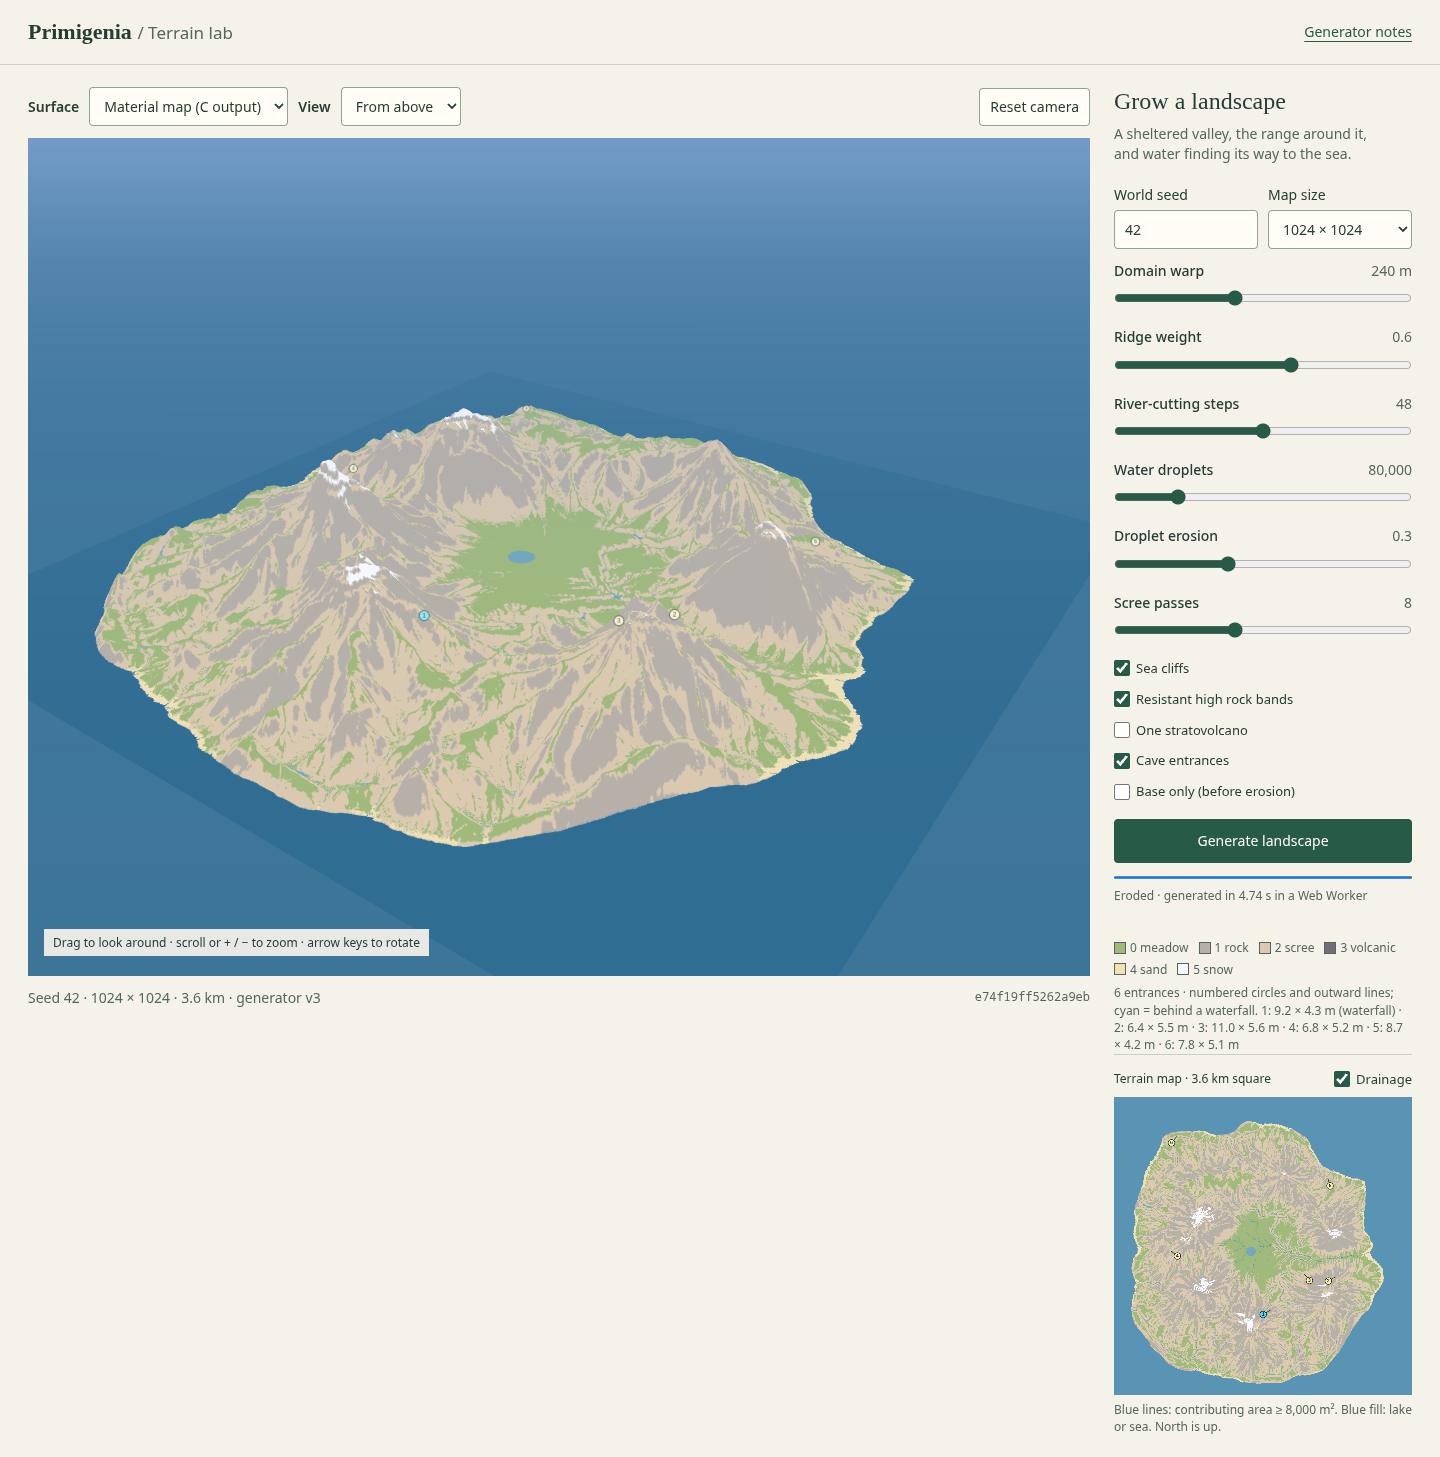 Primigenia / Terrain lab
Generator notes
Surface
Material map (C output)
View
From above
Reset camera
Drag to look around · scroll or + / − to zoom · arrow keys to rotate
Seed 42 · 1024 × 1024 · 3.6 km · generator v3
e74f19ff5262a9eb
Grow a landscape
A sheltered valley, the range around it,
and water finding its way to the sea.
World seed
Map size
42
1024 × 1024
Domain warp 240 m
Ridge weight 0.6
River-cutting steps 48
Water droplets 80,000
Droplet erosion 0.3
Scree passes 8
Sea cliffs
Resistant high rock bands
One stratovolcano
Cave entrances
Base only (before erosion)
Generate landscape
Eroded · generated in 4.74 s in a Web Worker
0 meadow 1 rock 2 scree 3 volcanic
4 sand 5 snow
6 entrances · numbered circles and outward lines;
cyan = behind a waterfall. 1: 9.2 × 4.3 m (waterfall) ·
2: 6.4 × 5.5 m · 3: 11.0 × 5.6 m · 4: 6.8 × 5.2 m · 5: 8.7
× 4.2 m · 6: 7.8 × 5.1 m
Terrain map · 3.6 km square
Drainage
Blue lines: contributing area ≥ 8,000 m². Blue fill: lake
or sea. North is up.